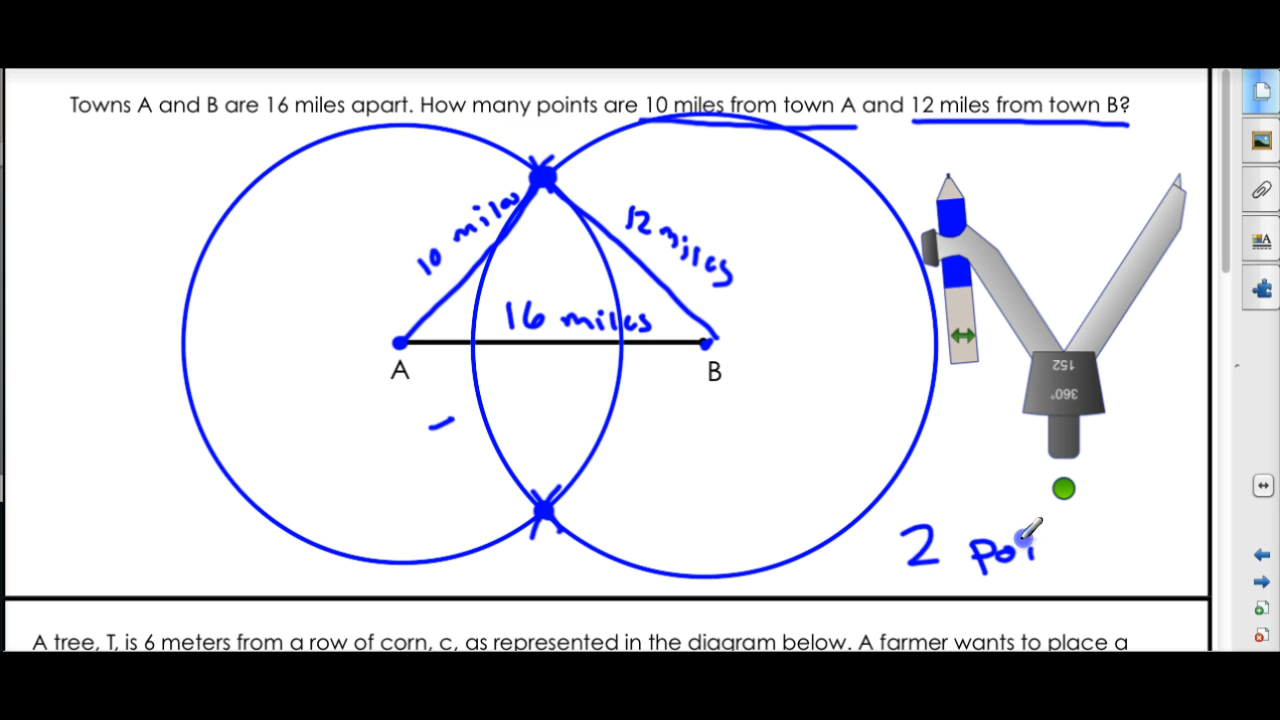 Towns A and B are 16 miles apart. How many points are 10 miles from town A and 12 miles from town B?
10 miles
12 miles
16 miles
A
B
152
360°
2 poi
A tree, T, is 6 meters from a row of corn, c, as represented in the diagram below. A farmer wants to place a